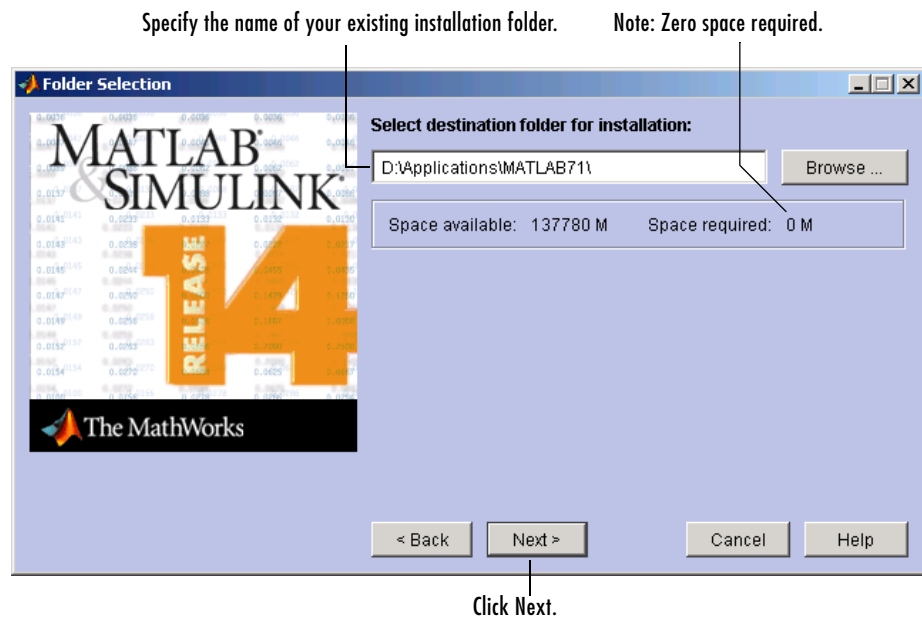 Specify the name of your existing installation folder.
Note: Zero space required.
Folder Selection
MATLAB®
&SIMULINK®
RELEASE
14
The MathWorks
Select destination folder for installation:
D:\Applications\MATLAB71\
Browse ...
Space available: 137780 M
Space required: 0 M
< Back
Next >
Cancel
Help
Click Next.